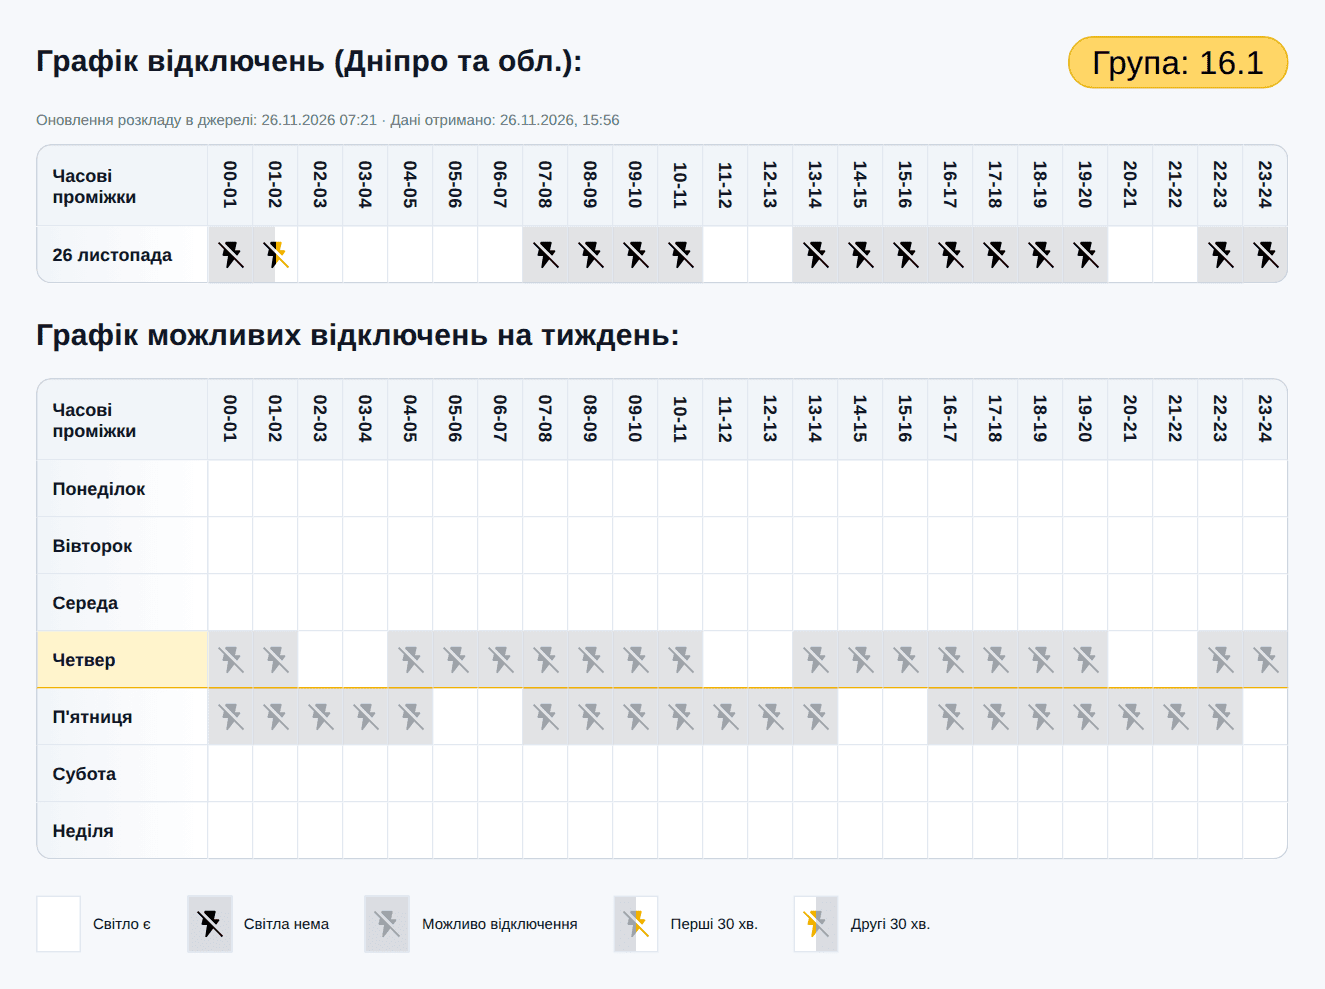 Графік відключень (Дніпро та обл.):
Група: 16.1
Оновлення розкладу в джерелі: 26.11.2026 07:21 · Дані отримано: 26.11.2026, 15:56
Часові проміжки 00-01 01-02 02-03 03-04 04-05 05-06 06-07 07-08 08-09 09-10 10-11 11-12 12-13 13-14 14-15 15-16 16-17 17-18 18-19 19-20 20-21 21-22 22-23 23-24
26 листопада
Графік можливих відключень на тиждень:
Часові проміжки 00-01 01-02 02-03 03-04 04-05 05-06 06-07 07-08 08-09 09-10 10-11 11-12 12-13 13-14 14-15 15-16 16-17 17-18 18-19 19-20 20-21 21-22 22-23 23-24
Понеділок
Вівторок
Середа
Четвер
П'ятниця
Субота
Неділя
Світло є Світла нема Можливо відключення Перші 30 хв. Другі 30 хв.